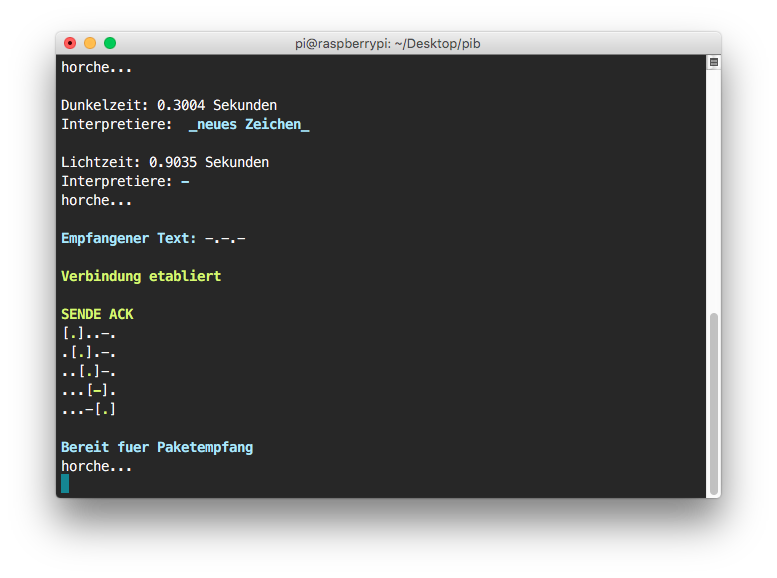 pi@raspberrypi: ~/Desktop/pib
horche...
Dunkelzeit: 0.3004 Sekunden
Interpretiere:  _neues Zeichen_
Lichtzeit: 0.9035 Sekunden
Interpretiere: -
horche...
Empfangener Text: -.-.-
Verbindung etabliert
SENDE ACK
[.]..-.
.[.].-.
..[.]-.
...[-].
...-[.]
Bereit fuer Paketempfang
horche...